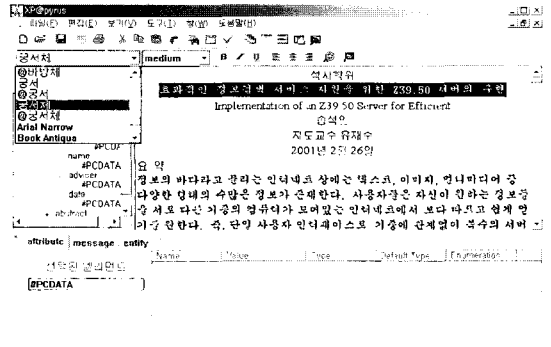 XP@pyrus
파일(F) 편집(E) 보기(V) 도구(T) 창(W) 도움말(H)
궁서체 medium B / U
@바탕체
궁서
@궁서
궁서체
@궁서체
Arial Narrow
Book Antiqua
#PCDA
name
#PCDATA
adviser
#PCDATA
date
#PCDATA
abstract
석사학위
효과적인 정보검색 서비스 지원을 위한 Z39.50 서버의 구현
Implementation of an Z39.50 Server for Efficient
지도교수 유재수
2001년 2월 26일
요 약
정보의 바다라고 불리는 인터네트 상에는 텍스트, 이미지, 멀티미디어 등
다양한 형태의 수많은 정보가 존재한다. 사용자들은 자신이 원하는 정보들
을 서로 다른 기종의 컴퓨터가 모여있는 인터네트에서 보다 빠르고 쉽게 얻
기를 원한다. 즉, 단일 사용자 인터페이스로 기종에 관계없이 복수의 서버
attribute message entity
선택된 엘리먼트
#PCDATA
Name Value Type Default Type Enumeration